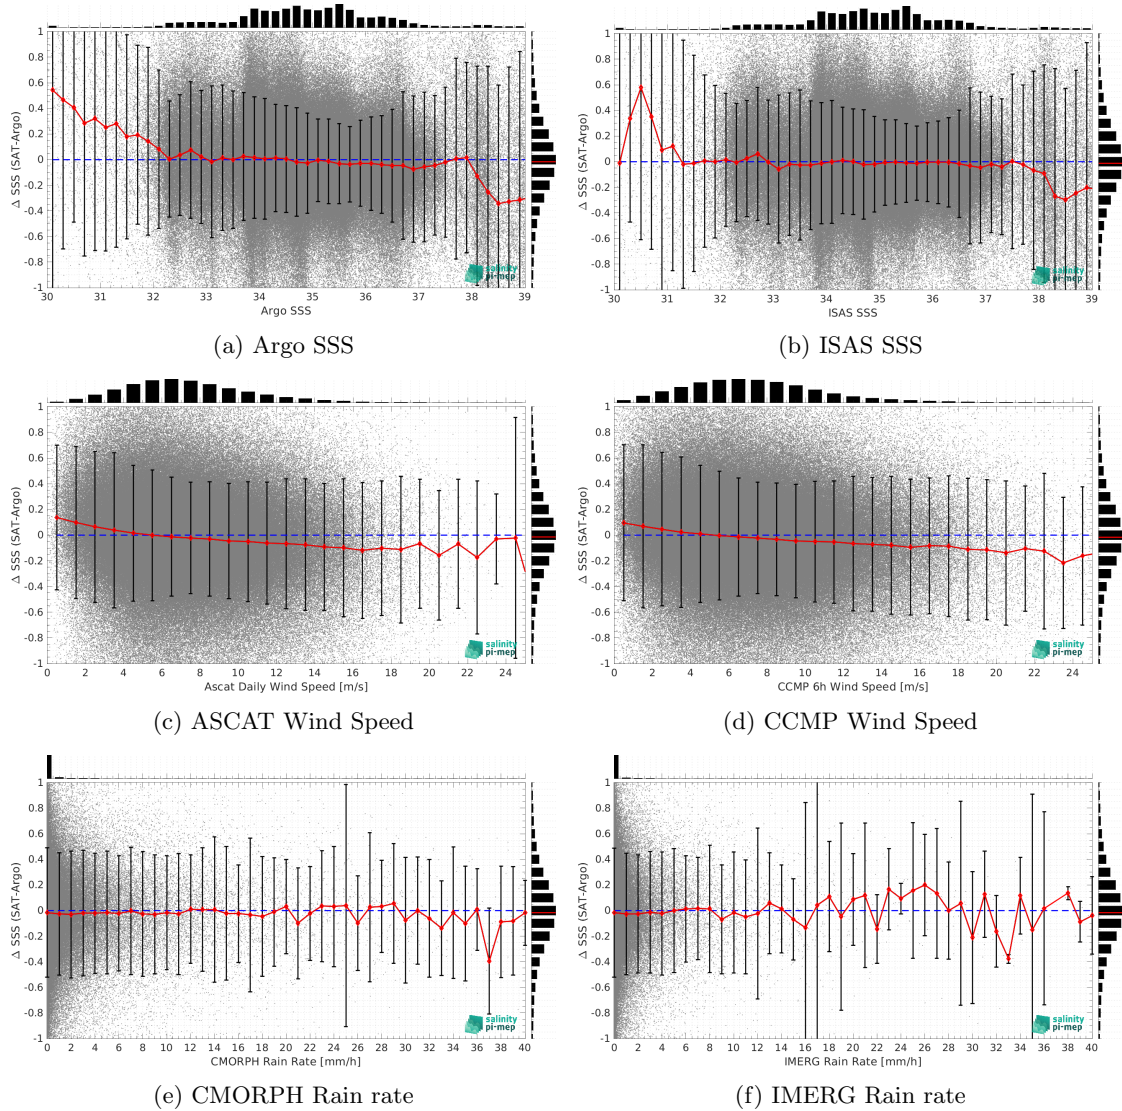 1
0.8
0.6
0.4
0.2
0
-0.2
-0.4
-0.6
-0.8
-1
Δ SSS (SAT-Argo)
30 31 32 33 34 35 36 37 38 39
Argo SSS
salinity
pi-mep
(a) Argo SSS
1
0.8
0.6
0.4
0.2
0
-0.2
-0.4
-0.6
-0.8
-1
Δ SSS (SAT-Argo)
30 31 32 33 34 35 36 37 38 39
ISAS SSS
salinity
pi-mep
(b) ISAS SSS
1
0.8
0.6
0.4
0.2
0
-0.2
-0.4
-0.6
-0.8
-1
Δ SSS (SAT-Argo)
0 2 4 6 8 10 12 14 16 18 20 22 24
Ascat Daily Wind Speed [m/s]
salinity
pi-mep
(c) ASCAT Wind Speed
1
0.8
0.6
0.4
0.2
0
-0.2
-0.4
-0.6
-0.8
-1
Δ SSS (SAT-Argo)
0 2 4 6 8 10 12 14 16 18 20 22 24
CCMP 6h Wind Speed [m/s]
salinity
pi-mep
(d) CCMP Wind Speed
1
0.8
0.6
0.4
0.2
0
-0.2
-0.4
-0.6
-0.8
-1
Δ SSS (SAT-Argo)
0 2 4 6 8 10 12 14 16 18 20 22 24 26 28 30 32 34 36 38 40
CMORPH Rain Rate [mm/h]
salinity
pi-mep
(e) CMORPH Rain rate
1
0.8
0.6
0.4
0.2
0
-0.2
-0.4
-0.6
-0.8
-1
Δ SSS (SAT-Argo)
0 2 4 6 8 10 12 14 16 18 20 22 24 26 28 30 32 34 36 38 40
IMERG Rain Rate [mm/h]
salinity
pi-mep
(f) IMERG Rain rate